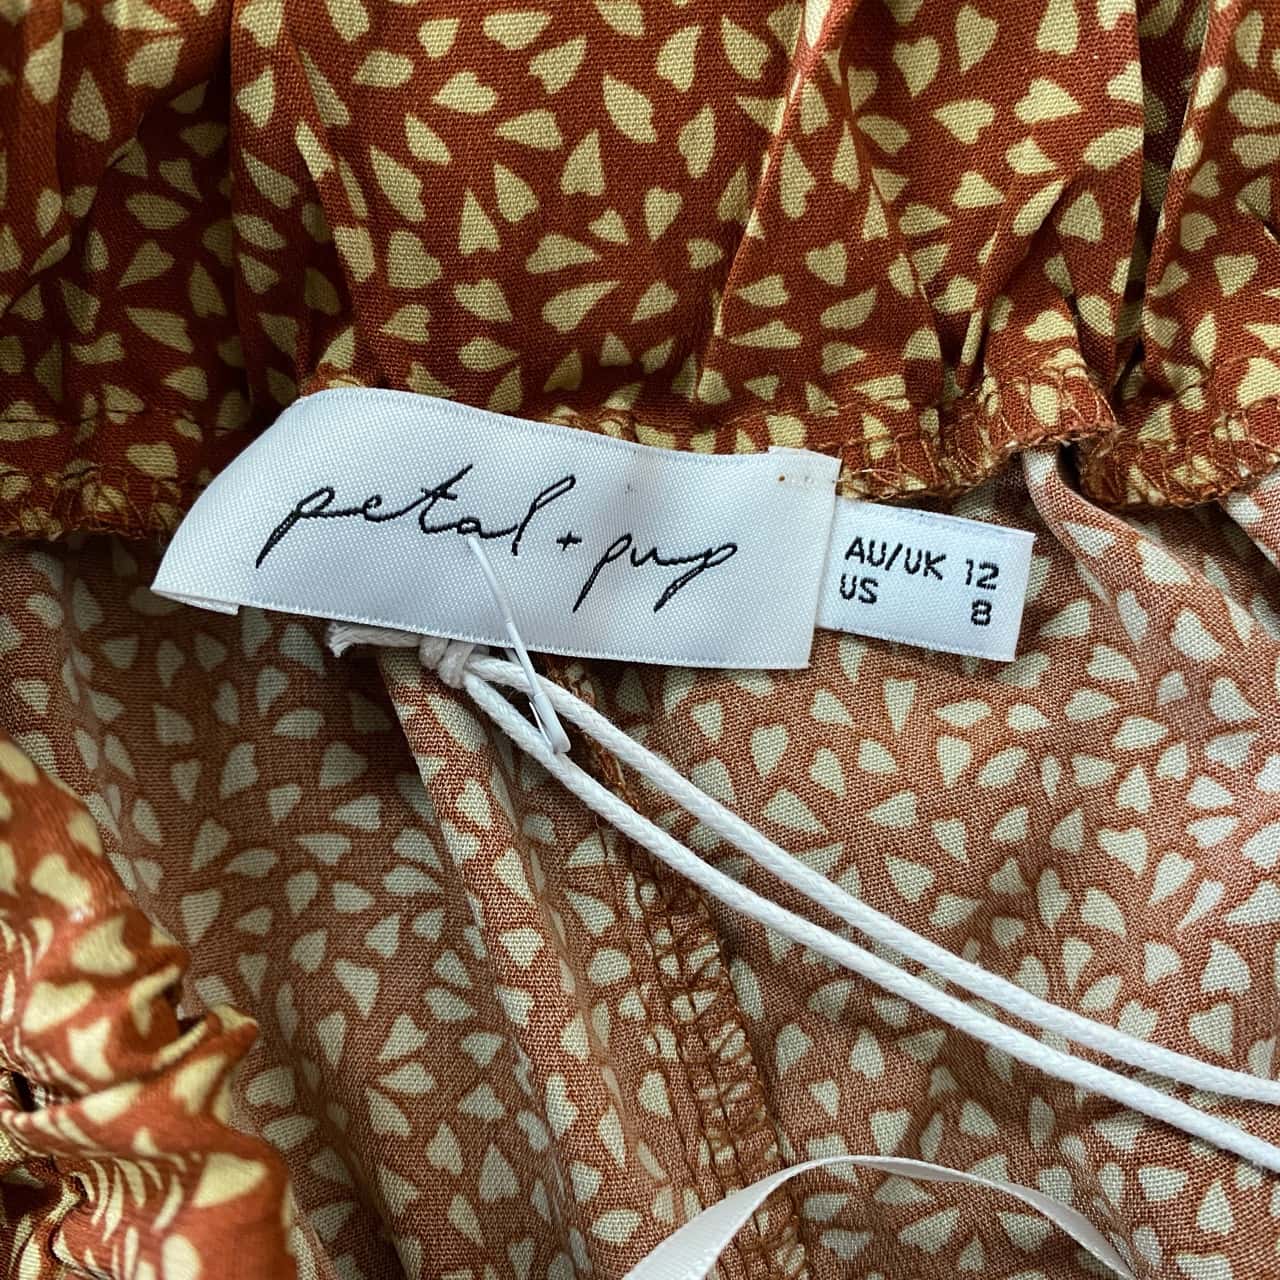 petal + pup
AU/UK 12
US 8